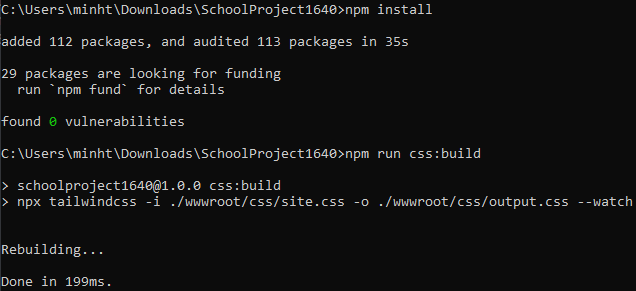 C:\Users\minht\Downloads\SchoolProject1640>npm install
added 112 packages, and audited 113 packages in 35s
29 packages are looking for funding
  run `npm fund` for details
found 0 vulnerabilities
C:\Users\minht\Downloads\SchoolProject1640>npm run css:build
> schoolproject1640@1.0.0 css:build
> npx tailwindcss -i ./wwwroot/css/site.css -o ./wwwroot/css/output.css --watch
Rebuilding...
Done in 199ms.